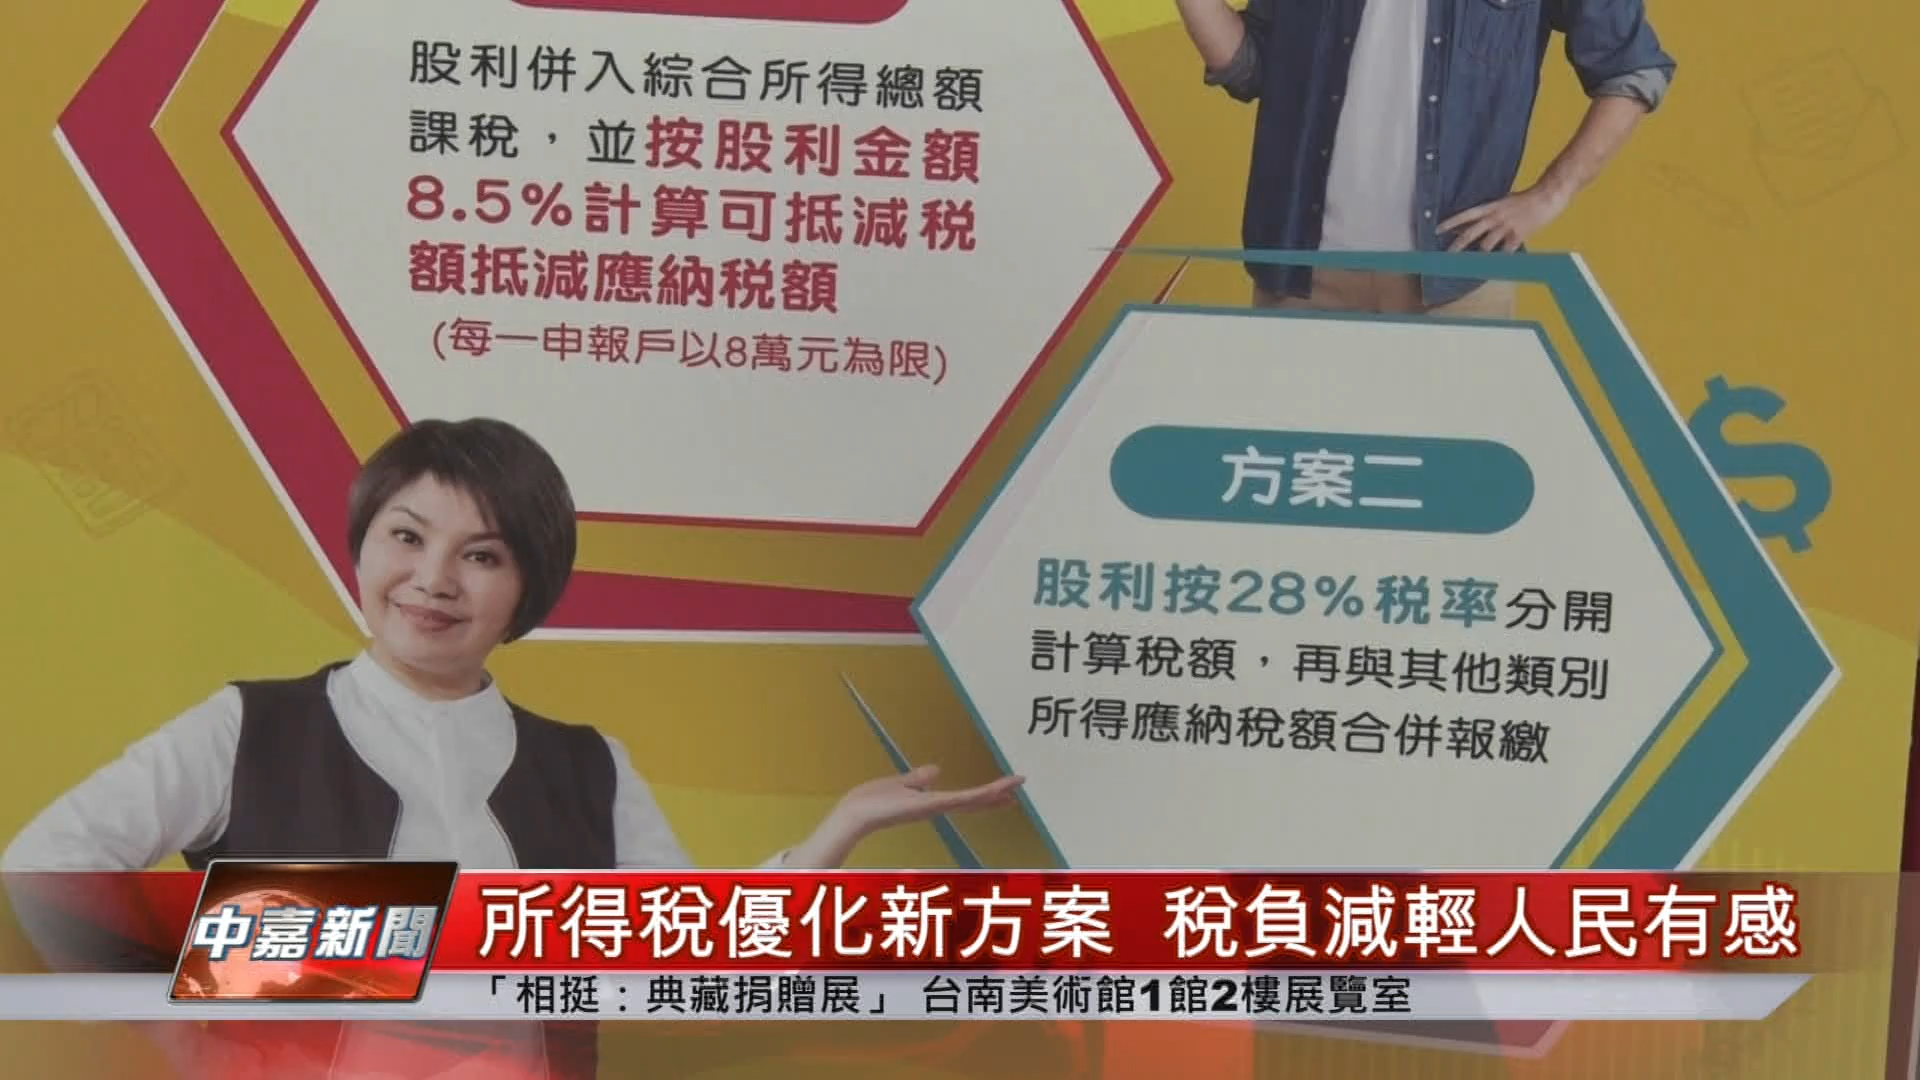 股利併入綜合所得總額
課稅，並按股利金額
8.5%計算可抵減稅
額抵減應納稅額
(每一申報戶以8萬元為限)
方案二
股利按28%稅率分開
計算稅額，再與其他類別
所得應納稅額合併報繳
中嘉新聞
所得稅優化新方案 稅負減輕人民有感
「相挺：典藏捐贈展」 台南美術館1館2樓展覽室